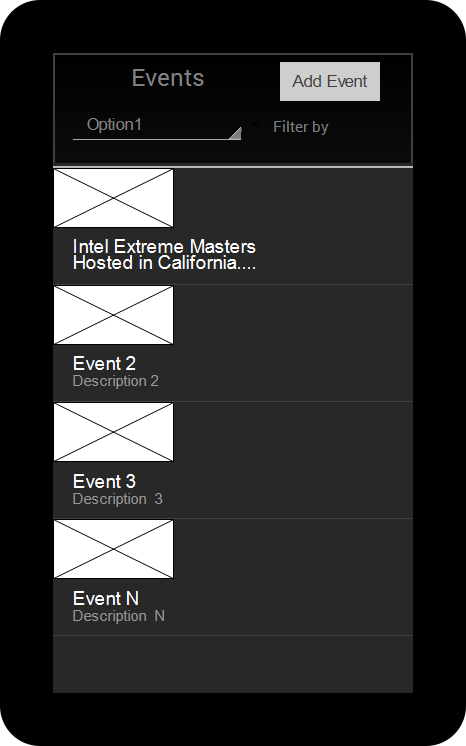 Events
Add Event
Option1
Filter by
Intel Extreme Masters
Hosted in California....
Event 2
Description 2
Event 3
Description  3
Event N
Description  N